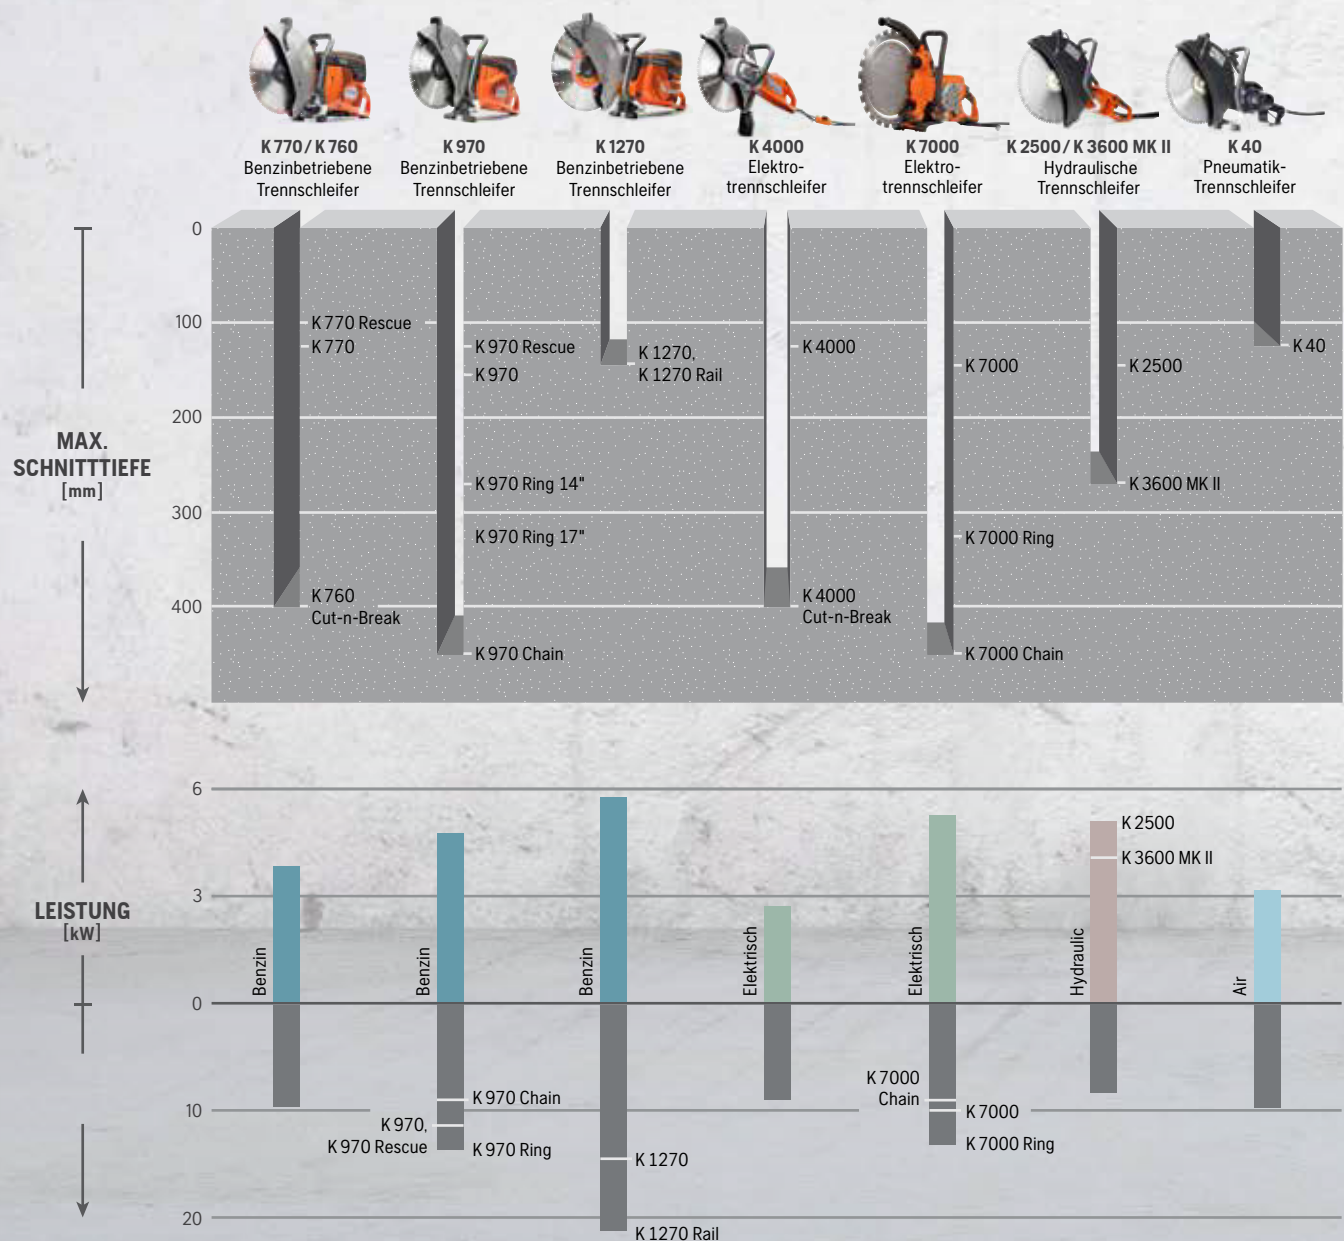 K 770 / K 760
Benzinbetriebene
Trennschleifer
K 970
Benzinbetriebene
Trennschleifer
K 1270
Benzinbetriebene
Trennschleifer
K 4000
Elektro-
trennschleifer
K 7000
Elektro-
trennschleifer
K 2500 / K 3600 MK II
Hydraulische
Trennschleifer
K 40
Pneumatik-
Trennschleifer
MAX.
SCHNITTTIEFE
[mm]
0
100
200
300
400
K 770 Rescue
K 770
K 760
Cut-n-Break
K 970 Rescue
K 970
K 970 Ring 14"
K 970 Ring 17"
K 970 Chain
K 1270,
K 1270 Rail
K 4000
K 4000
Cut-n-Break
K 7000
K 7000 Ring
K 7000 Chain
K 2500
K 3600 MK II
K 40
LEISTUNG
[kW]
6
3
0
10
20
Benzin
Benzin
K 970 Chain
K 970,
K 970 Rescue
K 970 Ring
Benzin
K 1270
K 1270 Rail
Elektrisch
Elektrisch
K 7000
Chain
K 7000
K 7000 Ring
Hydraulic
K 2500
K 3600 MK II
Air